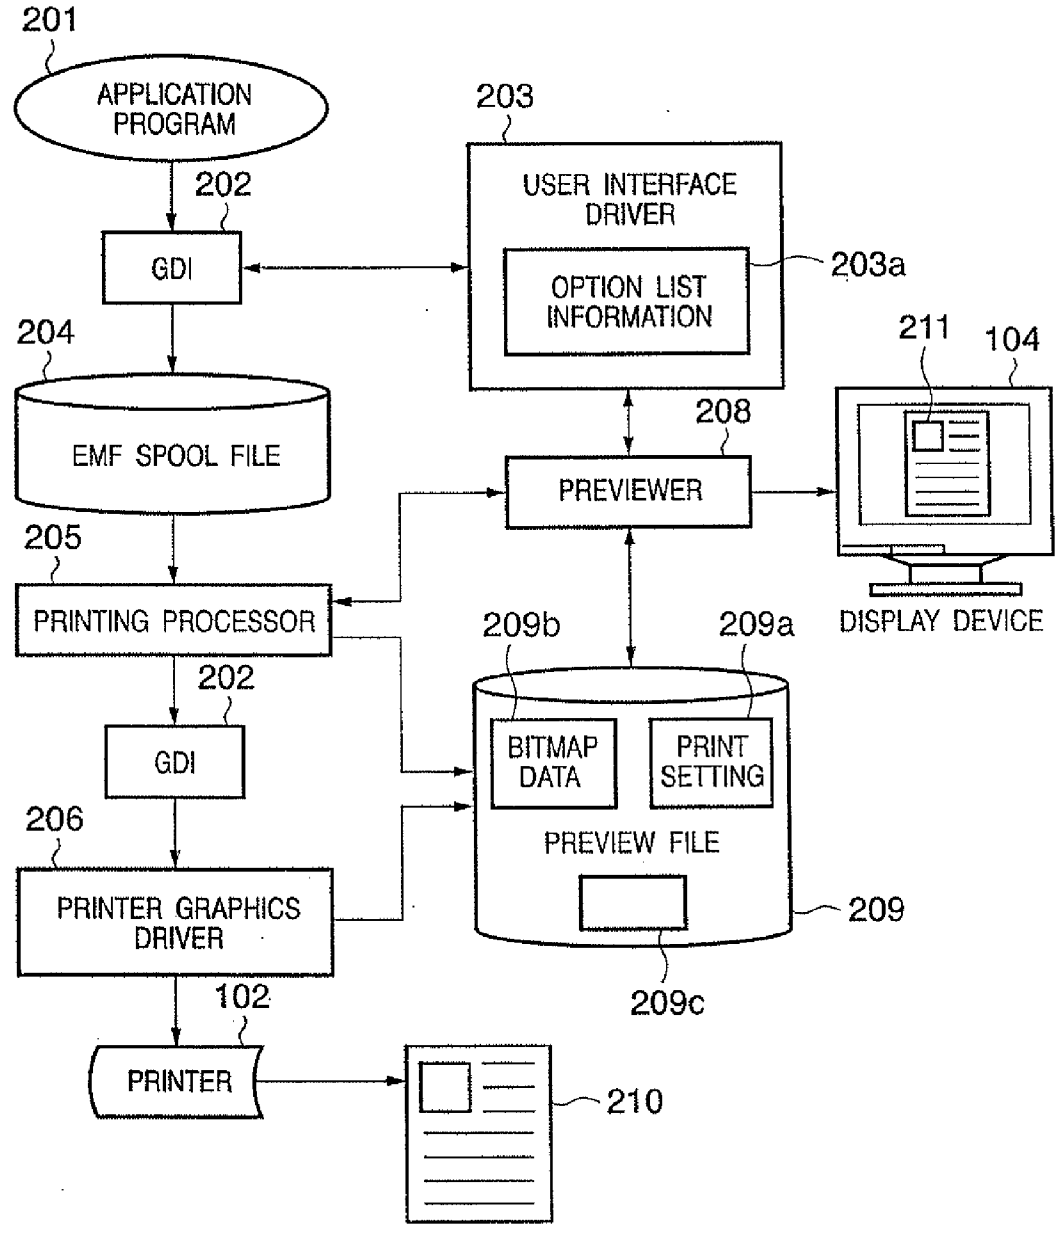 201
APPLICATION
PROGRAM
202
GDI
203
USER INTERFACE
DRIVER
203a
OPTION LIST
INFORMATION
204
EMF SPOOL FILE
208
PREVIEWER
211
104
DISPLAY DEVICE
205
PRINTING PROCESSOR
202
GDI
209b
209a
BITMAP
DATA
PRINT
SETTING
PREVIEW FILE
209
209c
206
PRINTER GRAPHICS
DRIVER
102
PRINTER
210